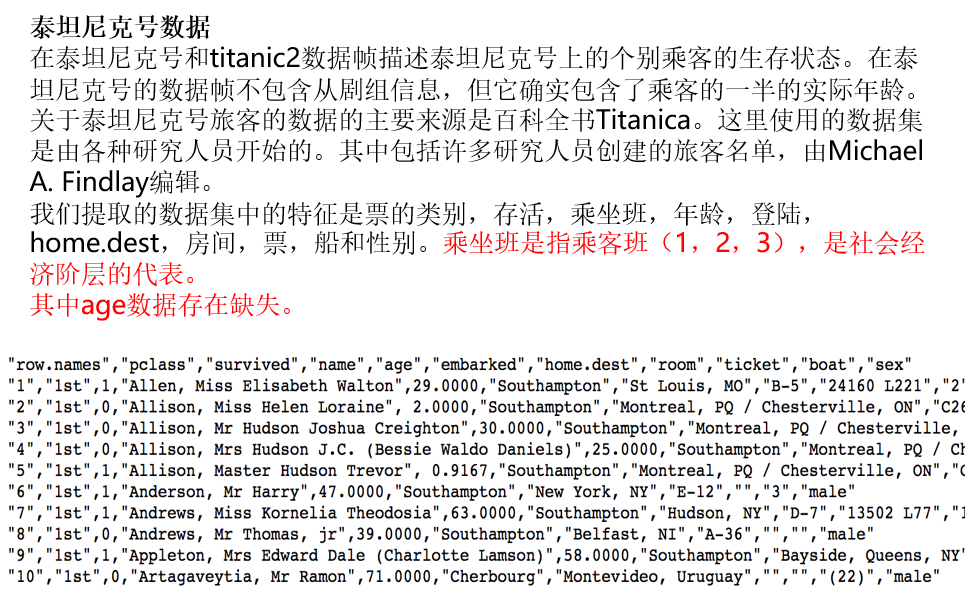 泰坦尼克号数据
在泰坦尼克号和titanic2数据帧描述泰坦尼克号上的个别乘客的生存状态。在泰
坦尼克号的数据帧不包含从剧组信息，但它确实包含了乘客的一半的实际年龄。
关于泰坦尼克号旅客的数据的主要来源是百科全书Titanica。这里使用的数据集
是由各种研究人员开始的。其中包括许多研究人员创建的旅客名单，由Michael
A. Findlay编辑。
我们提取的数据集中的特征是票的类别，存活，乘坐班，年龄，登陆，
home.dest，房间，票，船和性别。乘坐班是指乘客班（1，2，3），是社会经
济阶层的代表。
其中age数据存在缺失。
"row.names","pclass","survived","name","age","embarked","home.dest","room","ticket","boat","sex"
"1","1st",1,"Allen, Miss Elisabeth Walton",29.0000,"Southampton","St Louis, MO","B-5","24160 L221","2"
"2","1st",0,"Allison, Miss Helen Loraine", 2.0000,"Southampton","Montreal, PQ / Chesterville, ON","C26
"3","1st",0,"Allison, Mr Hudson Joshua Creighton",30.0000,"Southampton","Montreal, PQ / Chesterville,
"4","1st",0,"Allison, Mrs Hudson J.C. (Bessie Waldo Daniels)",25.0000,"Southampton","Montreal, PQ / Ch
"5","1st",1,"Allison, Master Hudson Trevor", 0.9167,"Southampton","Montreal, PQ / Chesterville, ON","C
"6","1st",1,"Anderson, Mr Harry",47.0000,"Southampton","New York, NY","E-12","","3","male"
"7","1st",1,"Andrews, Miss Kornelia Theodosia",63.0000,"Southampton","Hudson, NY","D-7","13502 L77","1
"8","1st",0,"Andrews, Mr Thomas, jr",39.0000,"Southampton","Belfast, NI","A-36","","","male"
"9","1st",1,"Appleton, Mrs Edward Dale (Charlotte Lamson)",58.0000,"Southampton","Bayside, Queens, NY"
"10","1st",0,"Artagaveytia, Mr Ramon",71.0000,"Cherbourg","Montevideo, Uruguay","","","(22)","male"